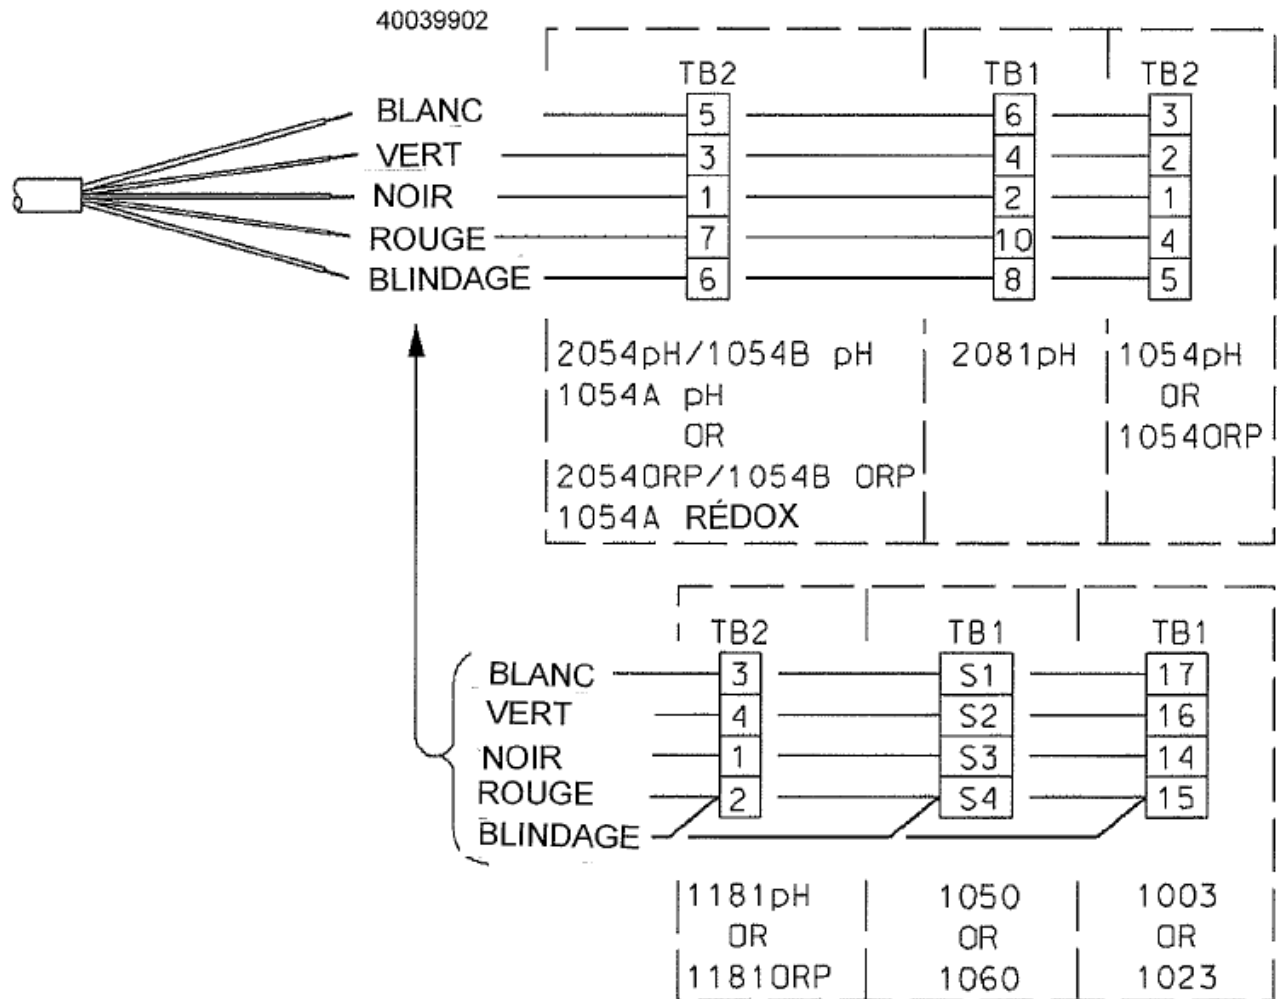 40039902
TB2 TB1 TB2
BLANC 5 6 3
VERT 3 4 2
NOIR 1 2 1
ROUGE 7 10 4
BLINDAGE 6 8 5
2054pH/1054B pH 2081pH 1054pH
1054A pH OR
OR 1054ORP
2054ORP/1054B ORP
1054A RÉDOX
TB2 TB1 TB1
BLANC 3 S1 17
VERT 4 S2 16
NOIR 1 S3 14
ROUGE 2 S4 15
BLINDAGE
1181pH 1050 1003
OR OR OR
1181ORP 1060 1023